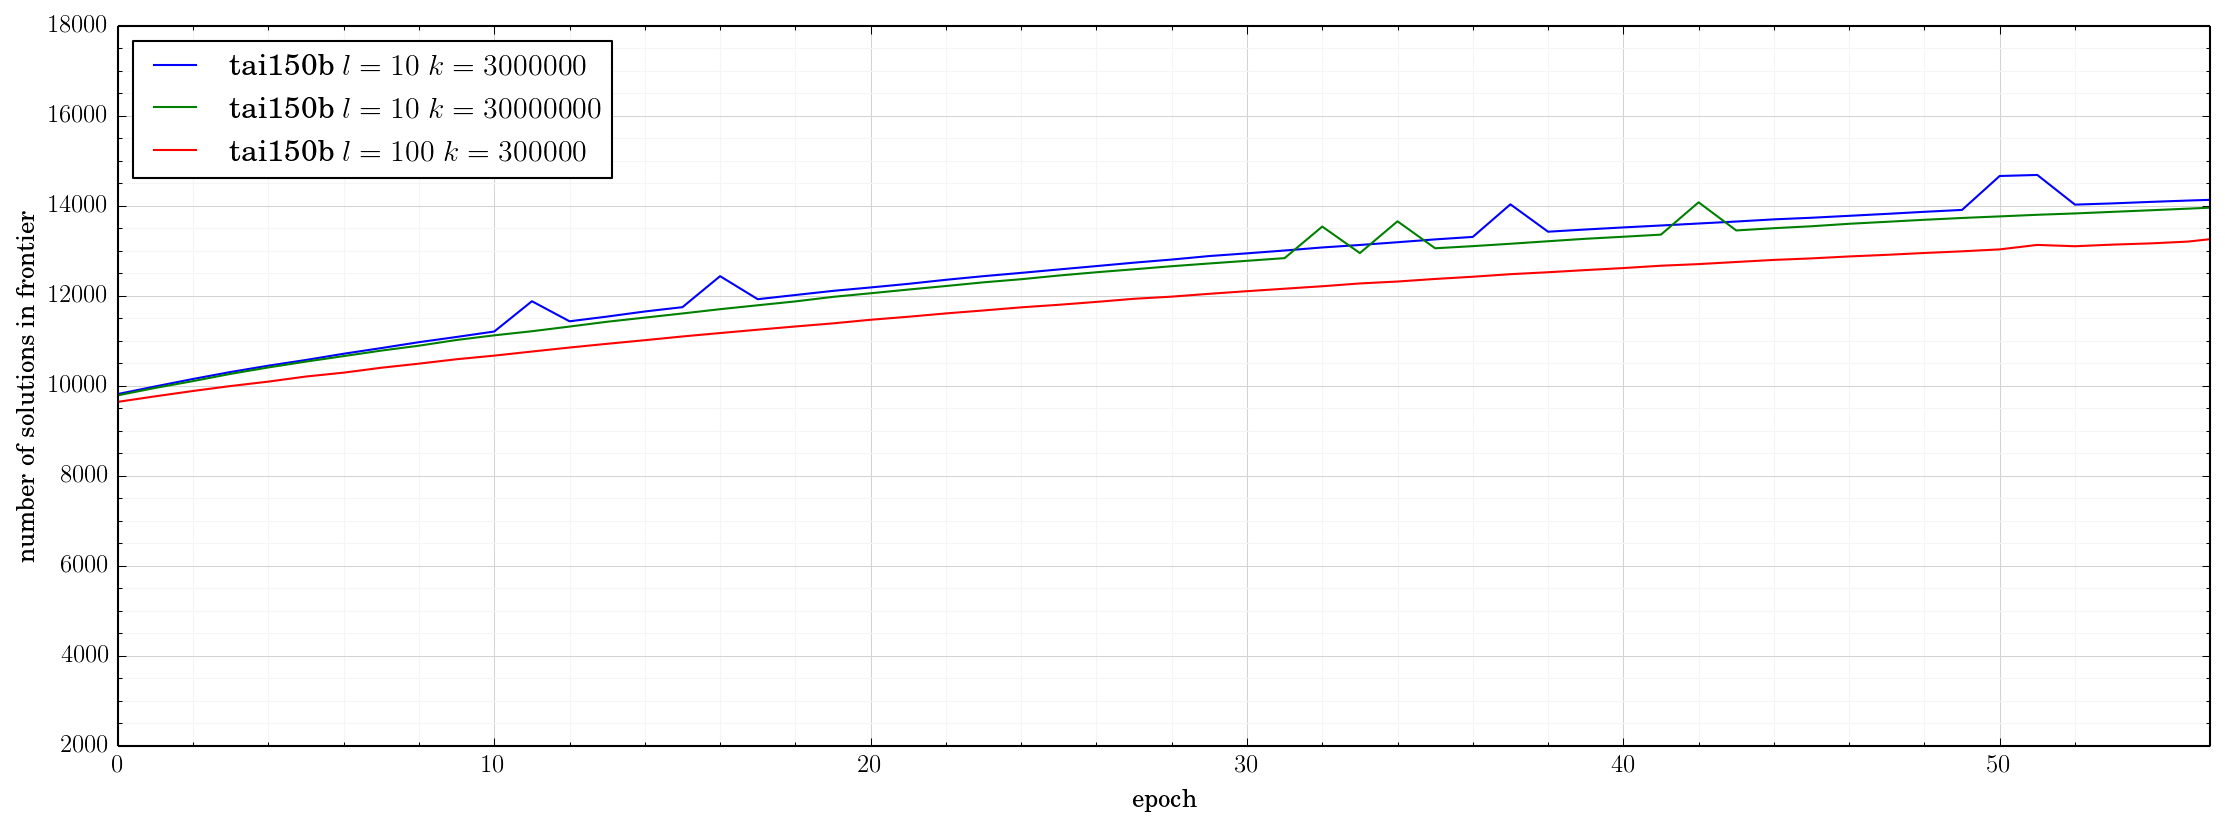 18000
16000
14000
12000
10000
8000
6000
4000
2000
number of solutions in frontier
tai150b l = 10 k = 3000000
tai150b l = 10 k = 30000000
tai150b l = 100 k = 300000
0 10 20 30 40 50
epoch